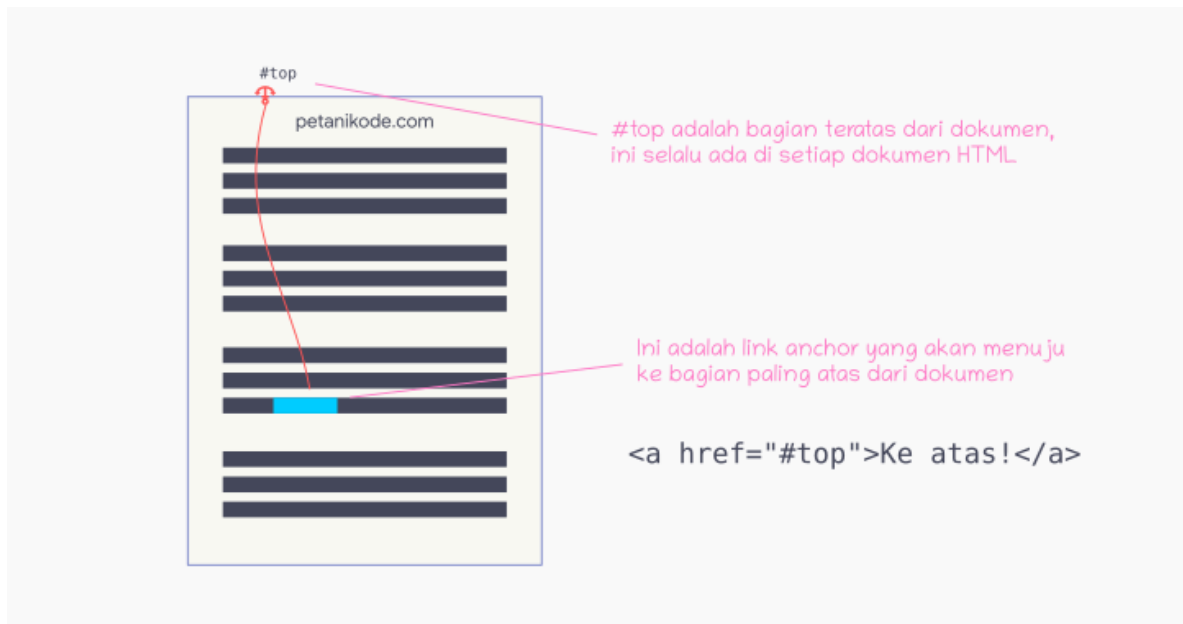 #top
petanikode.com
#top adalah bagian teratas dari dokumen,
ini selalu ada di setiap dokumen HTML
Ini adalah link anchor yang akan menuju
ke bagian paling atas dari dokumen
<a href="#top">Ke atas!</a>